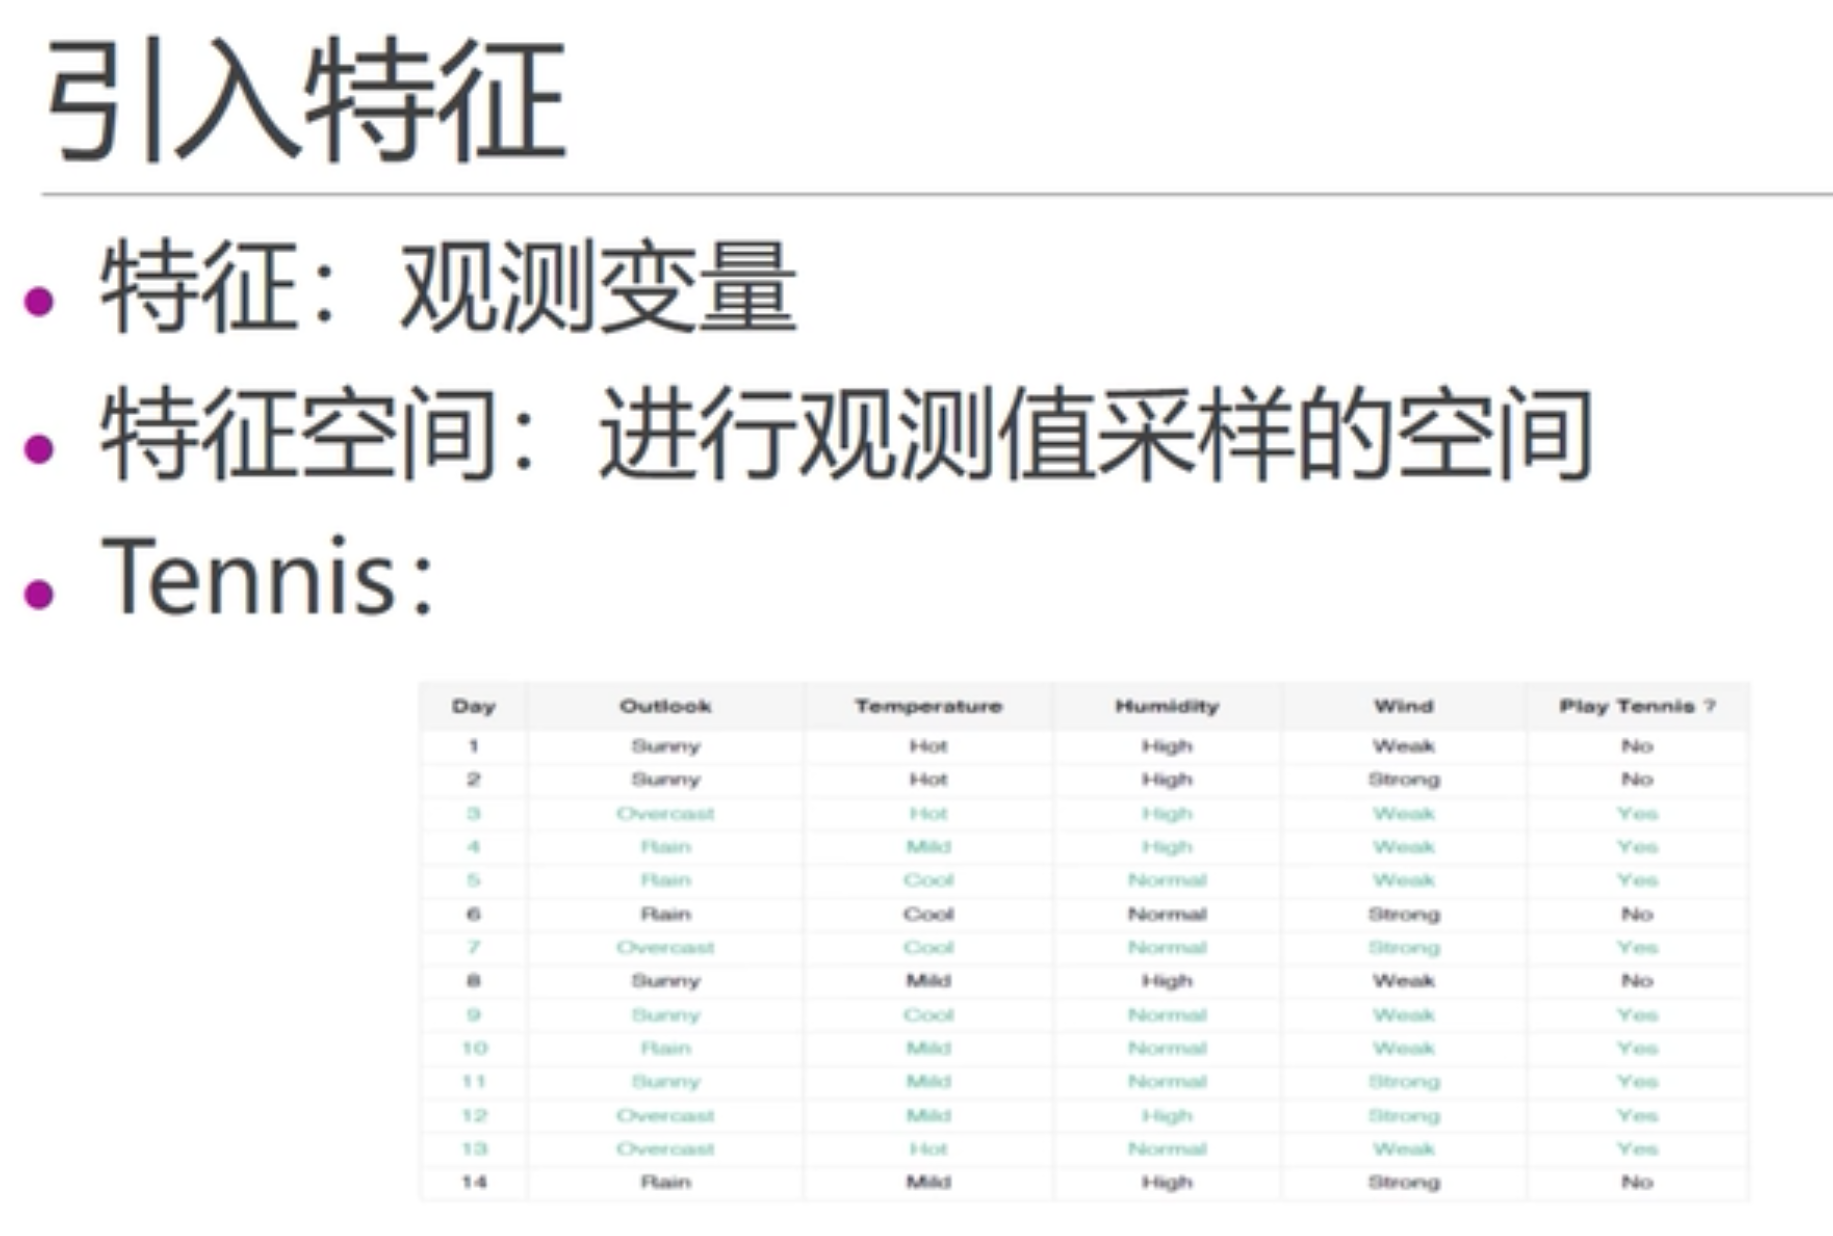 引入特征
特征：观测变量
特征空间：进行观测值采样的空间
Tennis：
Day Outlook Temperature Humidity Wind Play Tennis ?
1 Sunny Hot High Weak No
2 Sunny Hot High Strong No
3 Overcast Hot High Weak Yes
4 Rain Mild High Weak Yes
5 Rain Cool Normal Weak Yes
6 Rain Cool Normal Strong No
7 Overcast Cool Normal Strong Yes
8 Sunny Mild High Weak No
9 Sunny Cool Normal Weak Yes
10 Rain Mild Normal Weak Yes
11 Sunny Mild Normal Strong Yes
12 Overcast Mild High Strong Yes
13 Overcast Hot Normal Weak Yes
14 Rain Mild High Strong No